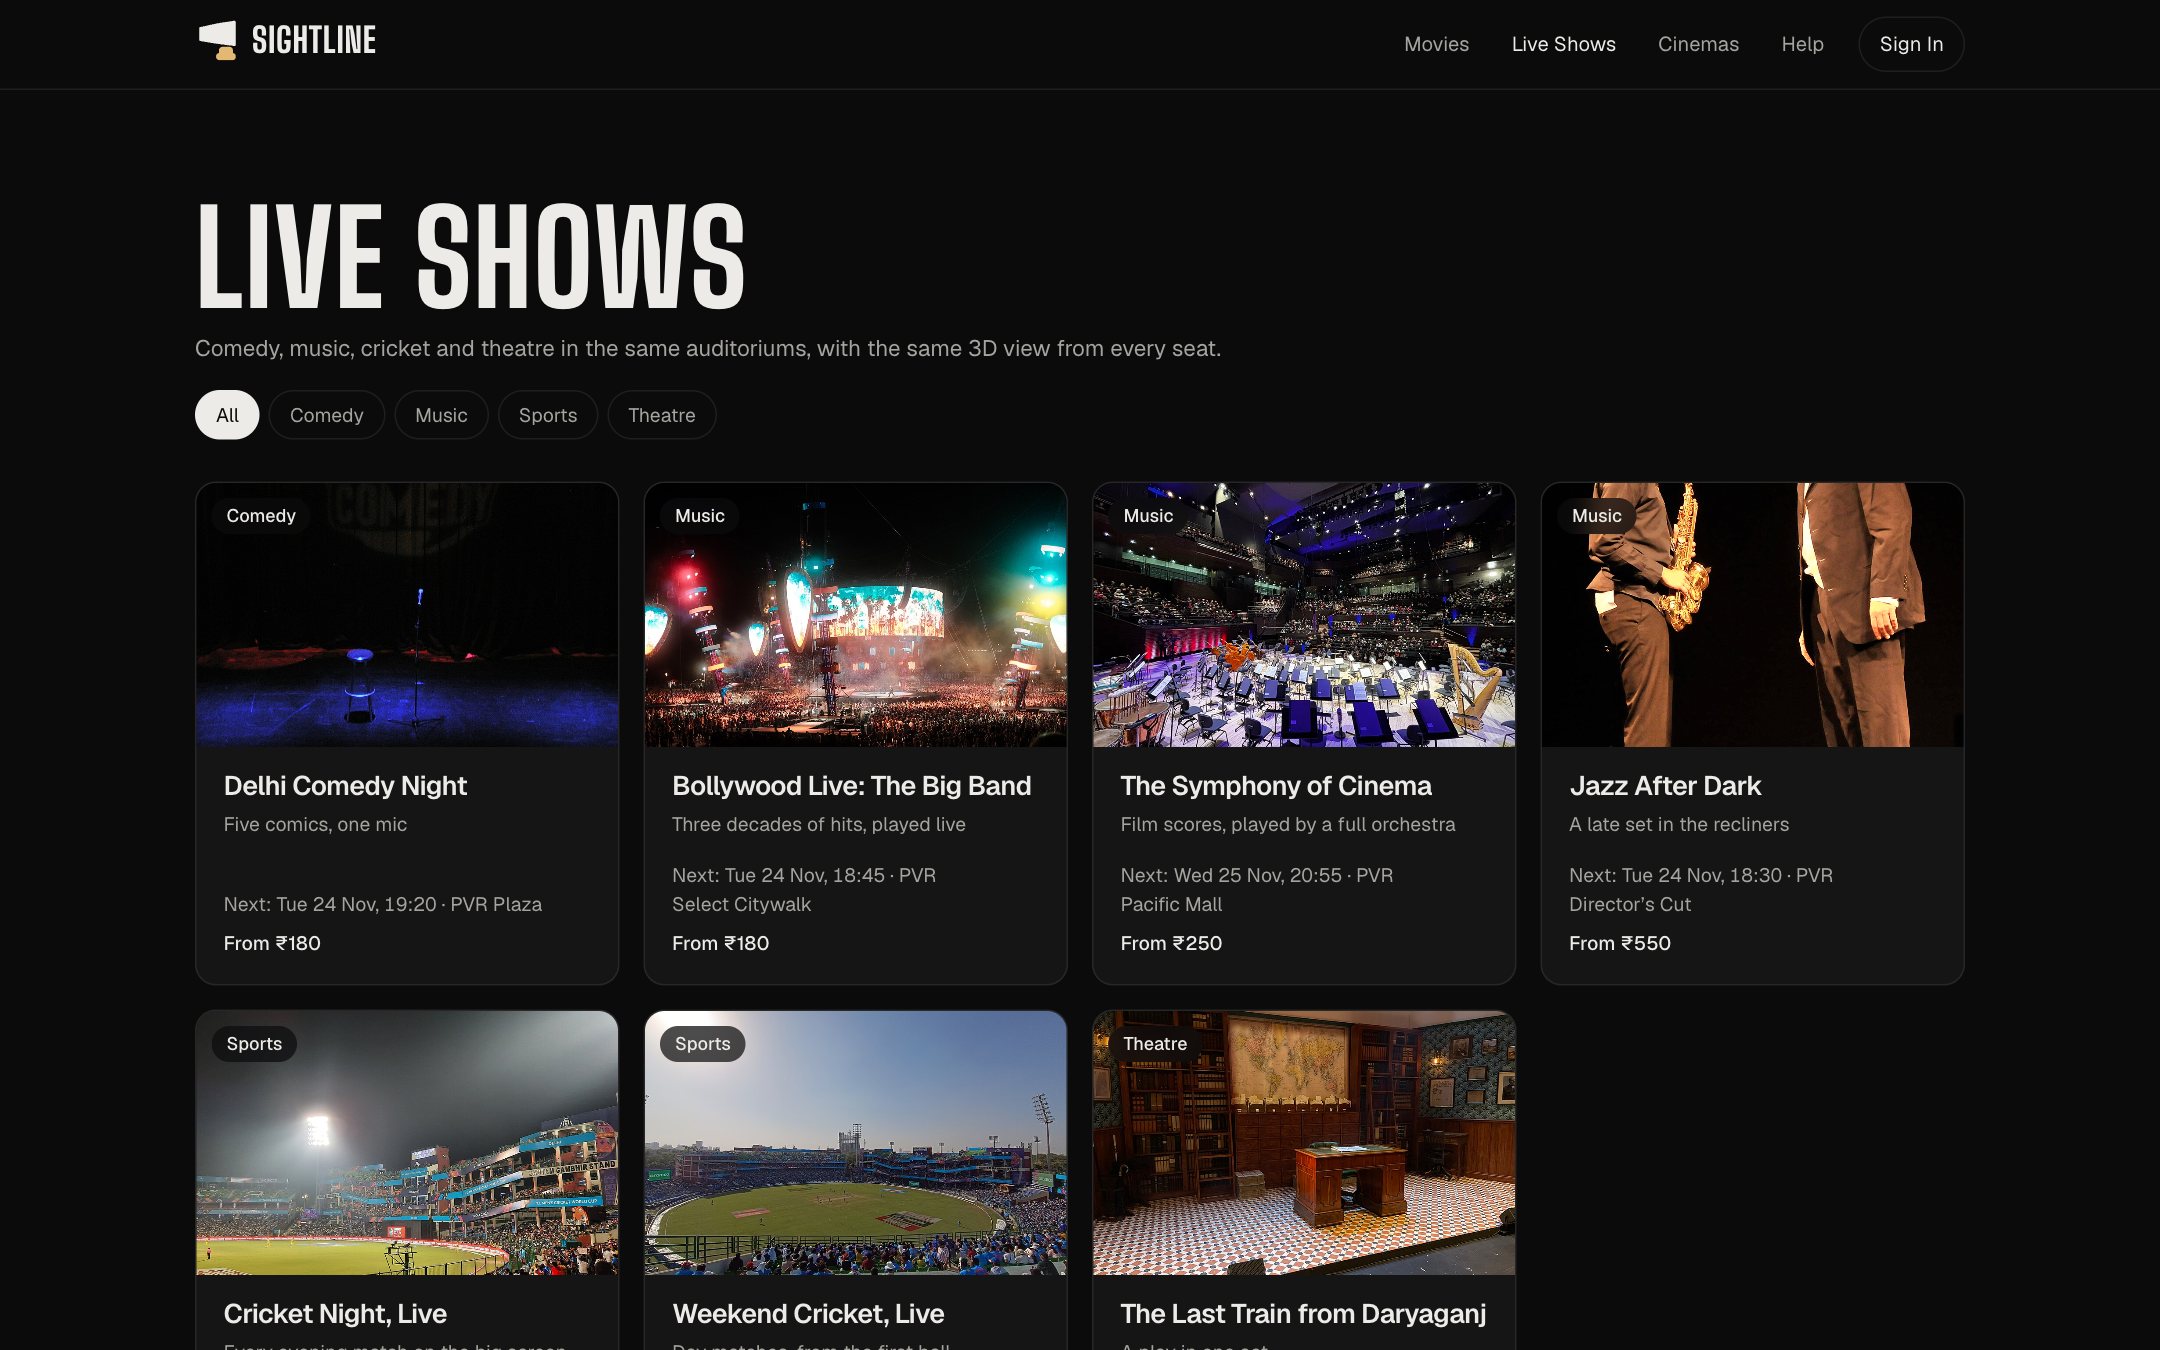 SIGHTLINE
Movies
Live Shows
Cinemas
Help
Sign In
LIVE SHOWS
Comedy, music, cricket and theatre in the same auditoriums, with the same 3D view from every seat.
All
Comedy
Music
Sports
Theatre
Comedy
COMEDY
Delhi Comedy Night
Five comics, one mic
Next: Tue 24 Nov, 19:20 · PVR Plaza
From ₹180
Music
Bollywood Live: The Big Band
Three decades of hits, played live
Next: Tue 24 Nov, 18:45 · PVR
Select Citywalk
From ₹180
Music
The Symphony of Cinema
Film scores, played by a full orchestra
Next: Wed 25 Nov, 20:55 · PVR
Pacific Mall
From ₹250
Music
Jazz After Dark
A late set in the recliners
Next: Tue 24 Nov, 18:30 · PVR
Director’s Cut
From ₹550
Sports
GAMBHIR STAND
Cricket Night, Live
Sports
Weekend Cricket, Live
Theatre
The Last Train from Daryaganj